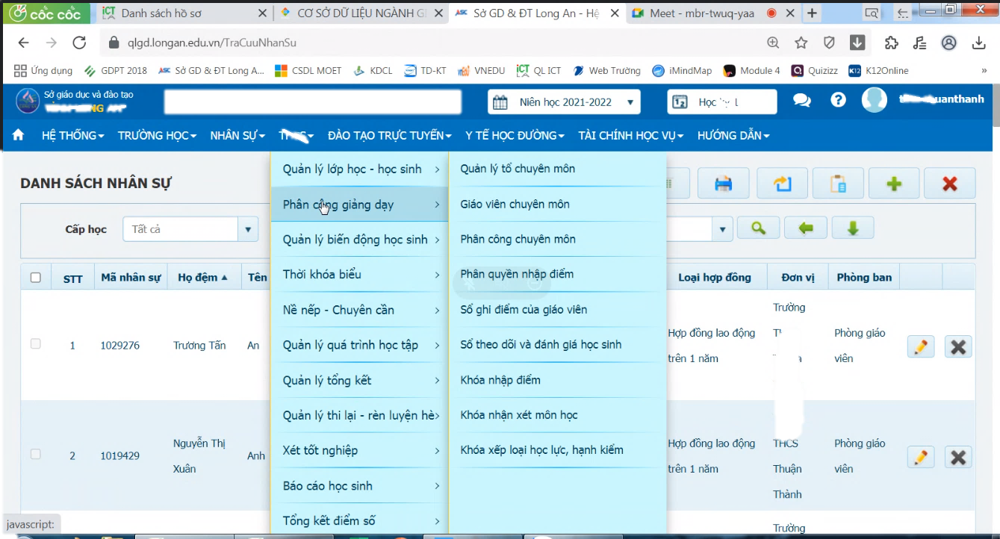 cốc cốc
Danh sách hồ sơ
CƠ SỞ DỮ LIỆU NGÀNH GI
Sở GD & ĐT Long An - Hệ
Meet - mbr-twuq-yaa
qlgd.longan.edu.vn/TraCuuNhanSu
Ứng dụng
GDPT 2018
Sở GD & ĐT Long A...
CSDL MOET
KDCL
TD-KT
VNEDU
QL ICT
Web Trường
iMindMap
Module 4
Quizizz
K12Online
Sở giáo dục và đào tạo
Niên học 2021-2022
Học
uanthanh
HỆ THỐNG
TRƯỜNG HỌC
NHÂN SỰ
ĐÀO TẠO TRỰC TUYẾN
Y TẾ HỌC ĐƯỜNG
TÀI CHÍNH HỌC VỤ
HƯỚNG DẪN
DANH SÁCH NHÂN SỰ
Cấp học
Tất cả
Quản lý lớp học - học sinh
Phân công giảng dạy
Quản lý biến động học sinh
Thời khóa biểu
Nề nếp - Chuyên cần
Quản lý quá trình học tập
Quản lý tổng kết
Quản lý thi lại - rèn luyện hè
Xét tốt nghiệp
Báo cáo học sinh
Tổng kết điểm số
Quản lý tổ chuyên môn
Giáo viên chuyên môn
Phân công chuyên môn
Phân quyền nhập điểm
Sổ ghi điểm của giáo viên
Sổ theo dõi và đánh giá học sinh
Khóa nhập điểm
Khóa nhận xét môn học
Khóa xếp loại học lực, hạnh kiểm
STT
Mã nhân sự
Họ đệm
Tên
Loại hợp đồng
Đơn vị
Phòng ban
1
1029276
Trương Tấn
An
Hợp đồng lao động
trên 1 năm
Trường
Phòng giáo
viên
2
1019429
Nguyễn Thị
Xuân
Anh
Hợp đồng lao động
trên 1 năm
THCS
Thuận
Thành
Phòng giáo
viên
Trường
javascript: